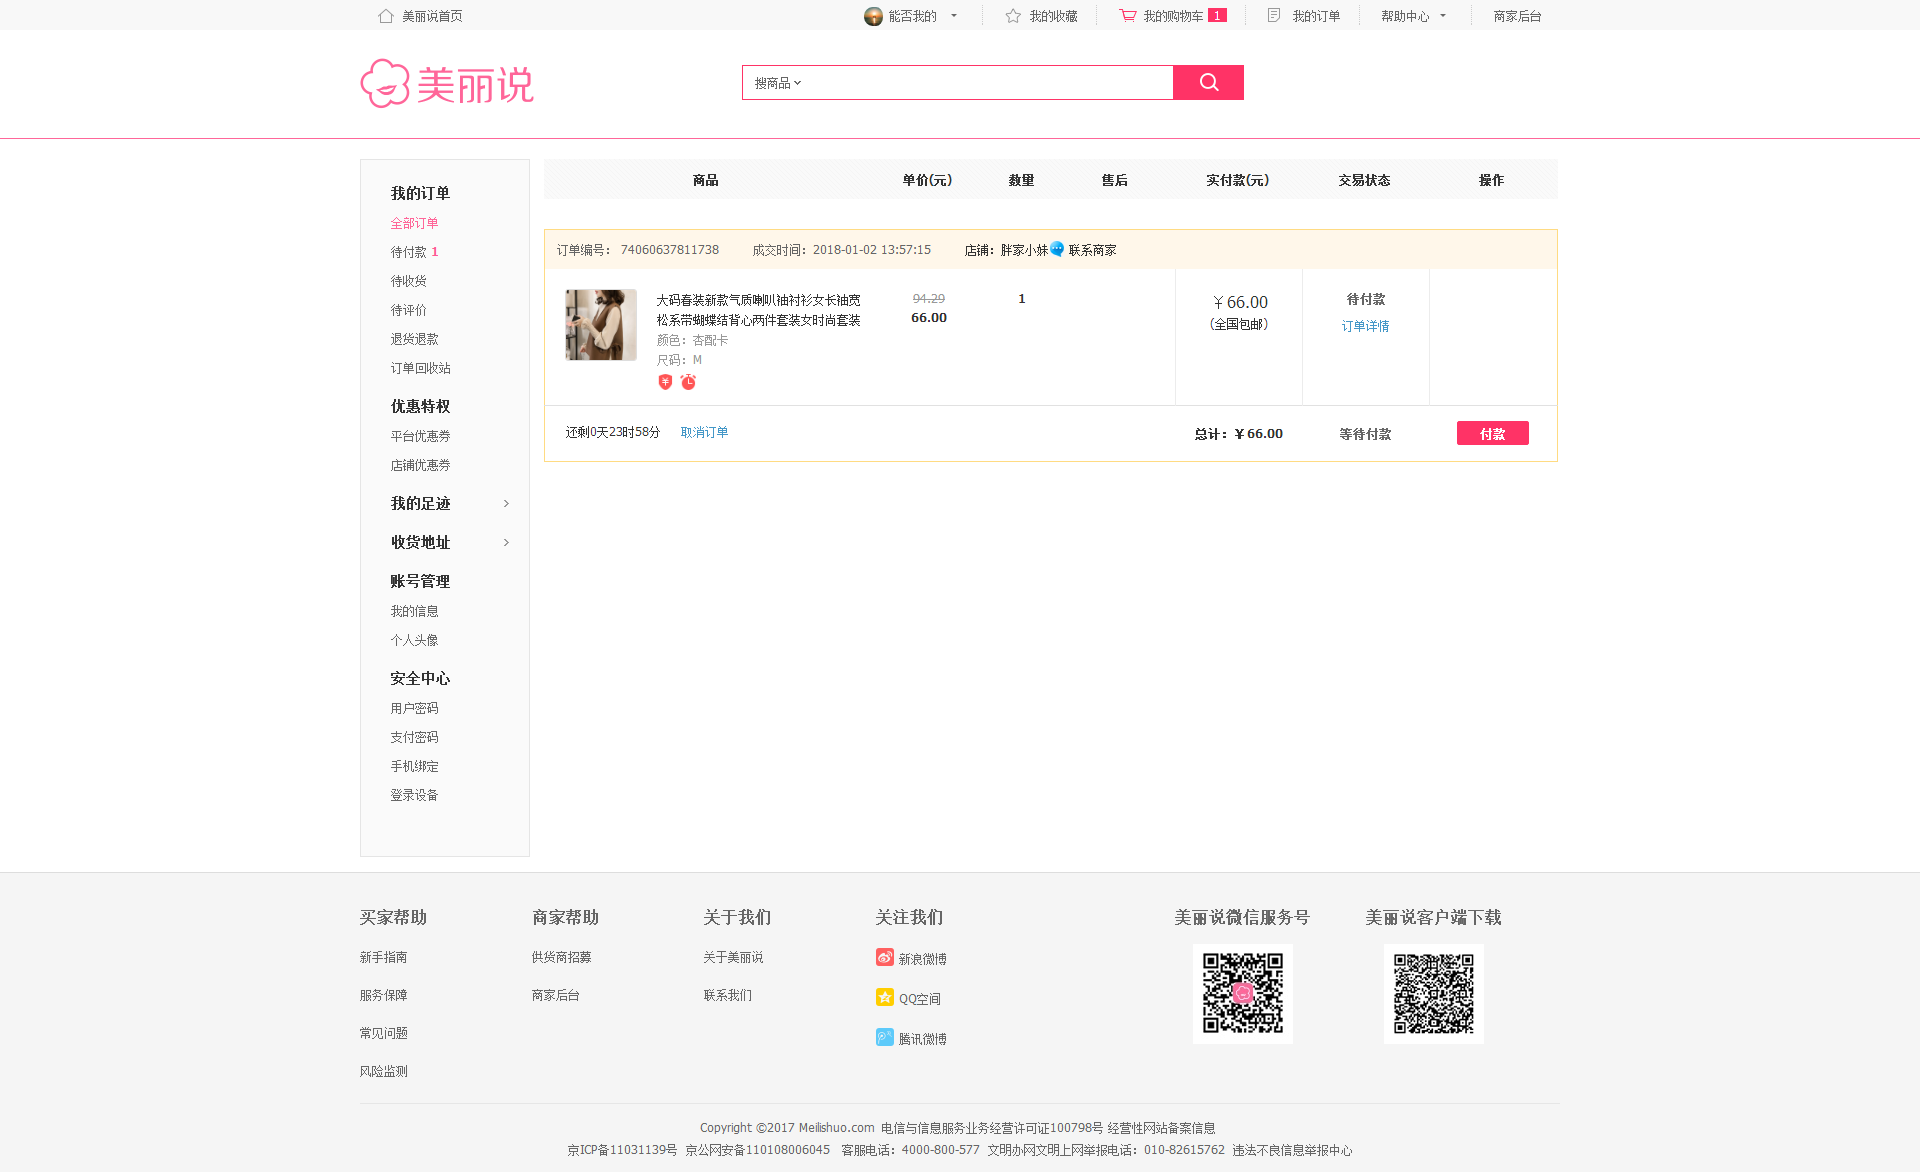 美丽说首页
能否我的
我的收藏
我的购物车 1
我的订单
帮助中心
商家后台
美丽说
搜商品
我的订单
全部订单
待付款 1
待收货
待评价
退货退款
订单回收站
优惠特权
平台优惠券
店铺优惠券
我的足迹
收货地址
账号管理
我的信息
个人头像
安全中心
用户密码
支付密码
手机绑定
登录设备
商品 单价(元) 数量 售后 实付款(元) 交易状态 操作
订单编号： 74060637811738 成交时间：2018-01-02 13:57:15 店铺：胖家小妹 联系商家
大码春装新款气质喇叭袖衬衫女长袖宽
松系带蝴蝶结背心两件套装女时尚套装
颜色：杏配卡
尺码：M
94.29
66.00
1
￥66.00
(全国包邮)
待付款
订单详情
还剩0天23时58分 取消订单 总计：￥66.00 等待付款 付款
买家帮助
新手指南
服务保障
常见问题
风险监测
商家帮助
供货商招募
商家后台
关于我们
关于美丽说
联系我们
关注我们
新浪微博
QQ空间
腾讯微博
美丽说微信服务号
美丽说客户端下载
Copyright ©2017 Meilishuo.com 电信与信息服务业务经营许可证100798号 经营性网站备案信息
京ICP备11031139号 京公网安备110108006045 客服电话：4000-800-577 文明办网文明上网举报电话：010-82615762 违法不良信息举报中心